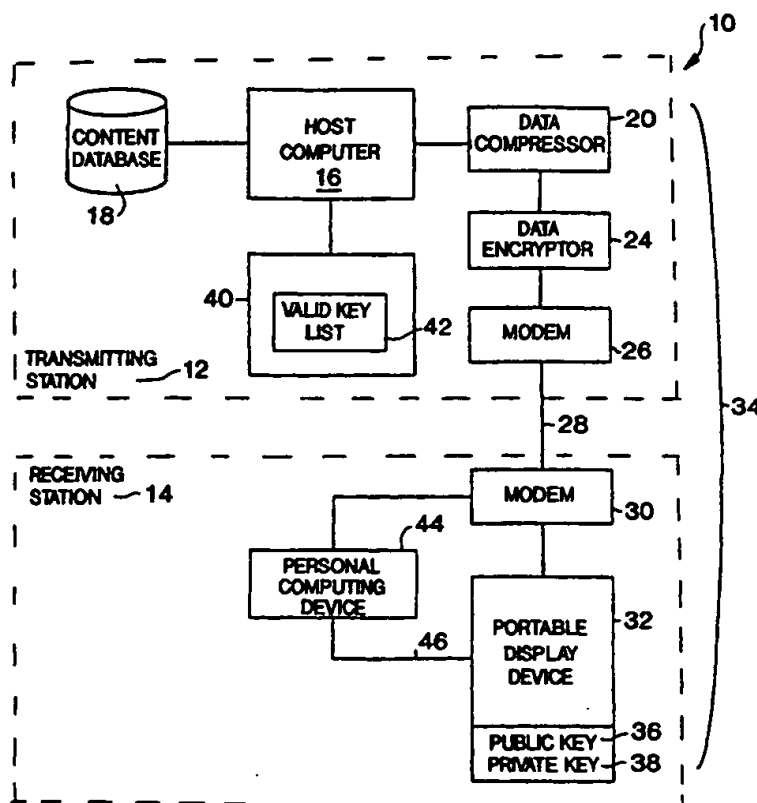 10
CONTENT
DATABASE
18
HOST
COMPUTER
16
DATA
COMPRESSOR
20
DATA
ENCRYPTOR
24
40
VALID KEY
LIST
42
MODEM
26
TRANSMITTING
STATION
12
34
28
RECEIVING
STATION
14
MODEM
30
44
PERSONAL
COMPUTING
DEVICE
46
PORTABLE
DISPLAY
DEVICE
32
PUBLIC KEY
36
PRIVATE KEY
38